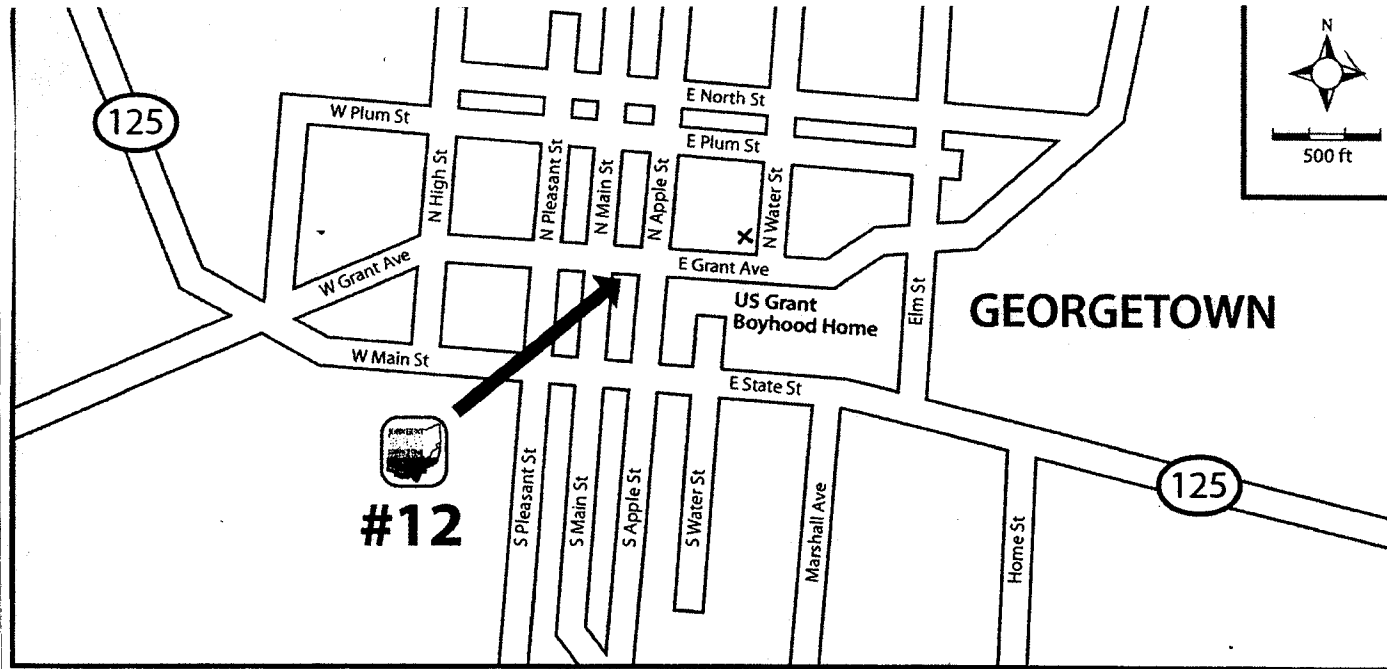 N
125
E North St
W Plum St
500 ft
E Plum St
N High St
N Pleasant St
N Main St
N Apple St
N Water St
W Grant Ave
E Grant Ave
US Grant
Boyhood Home
Elm St
GEORGETOWN
W Main St
E State St
#12
S Pleasant St
S Main St
S Apple St
S Water St
Marshall Ave
Home St
125